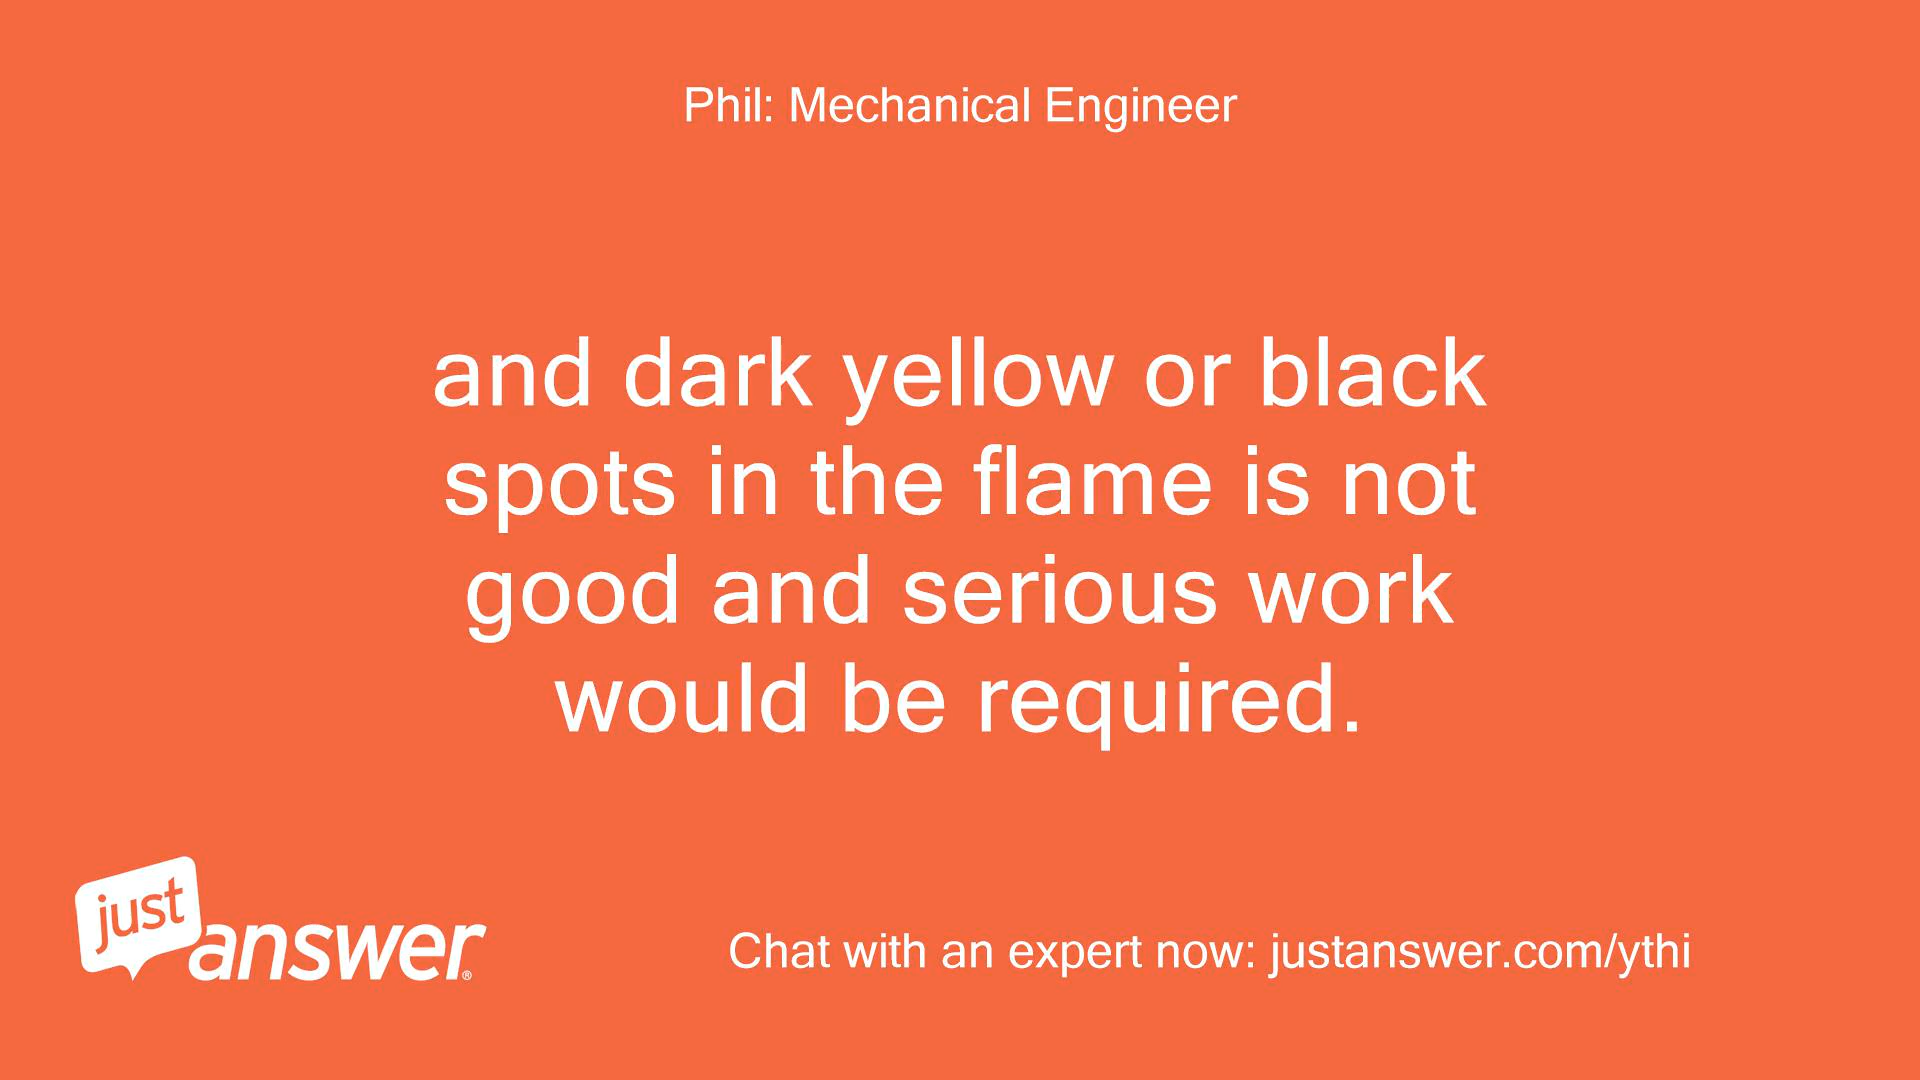 Phil: Mechanical Engineer
and dark yellow or black
spots in the flame is not
good and serious work
would be required.
just
answer®
Chat with an expert now: justanswer.com/ythi